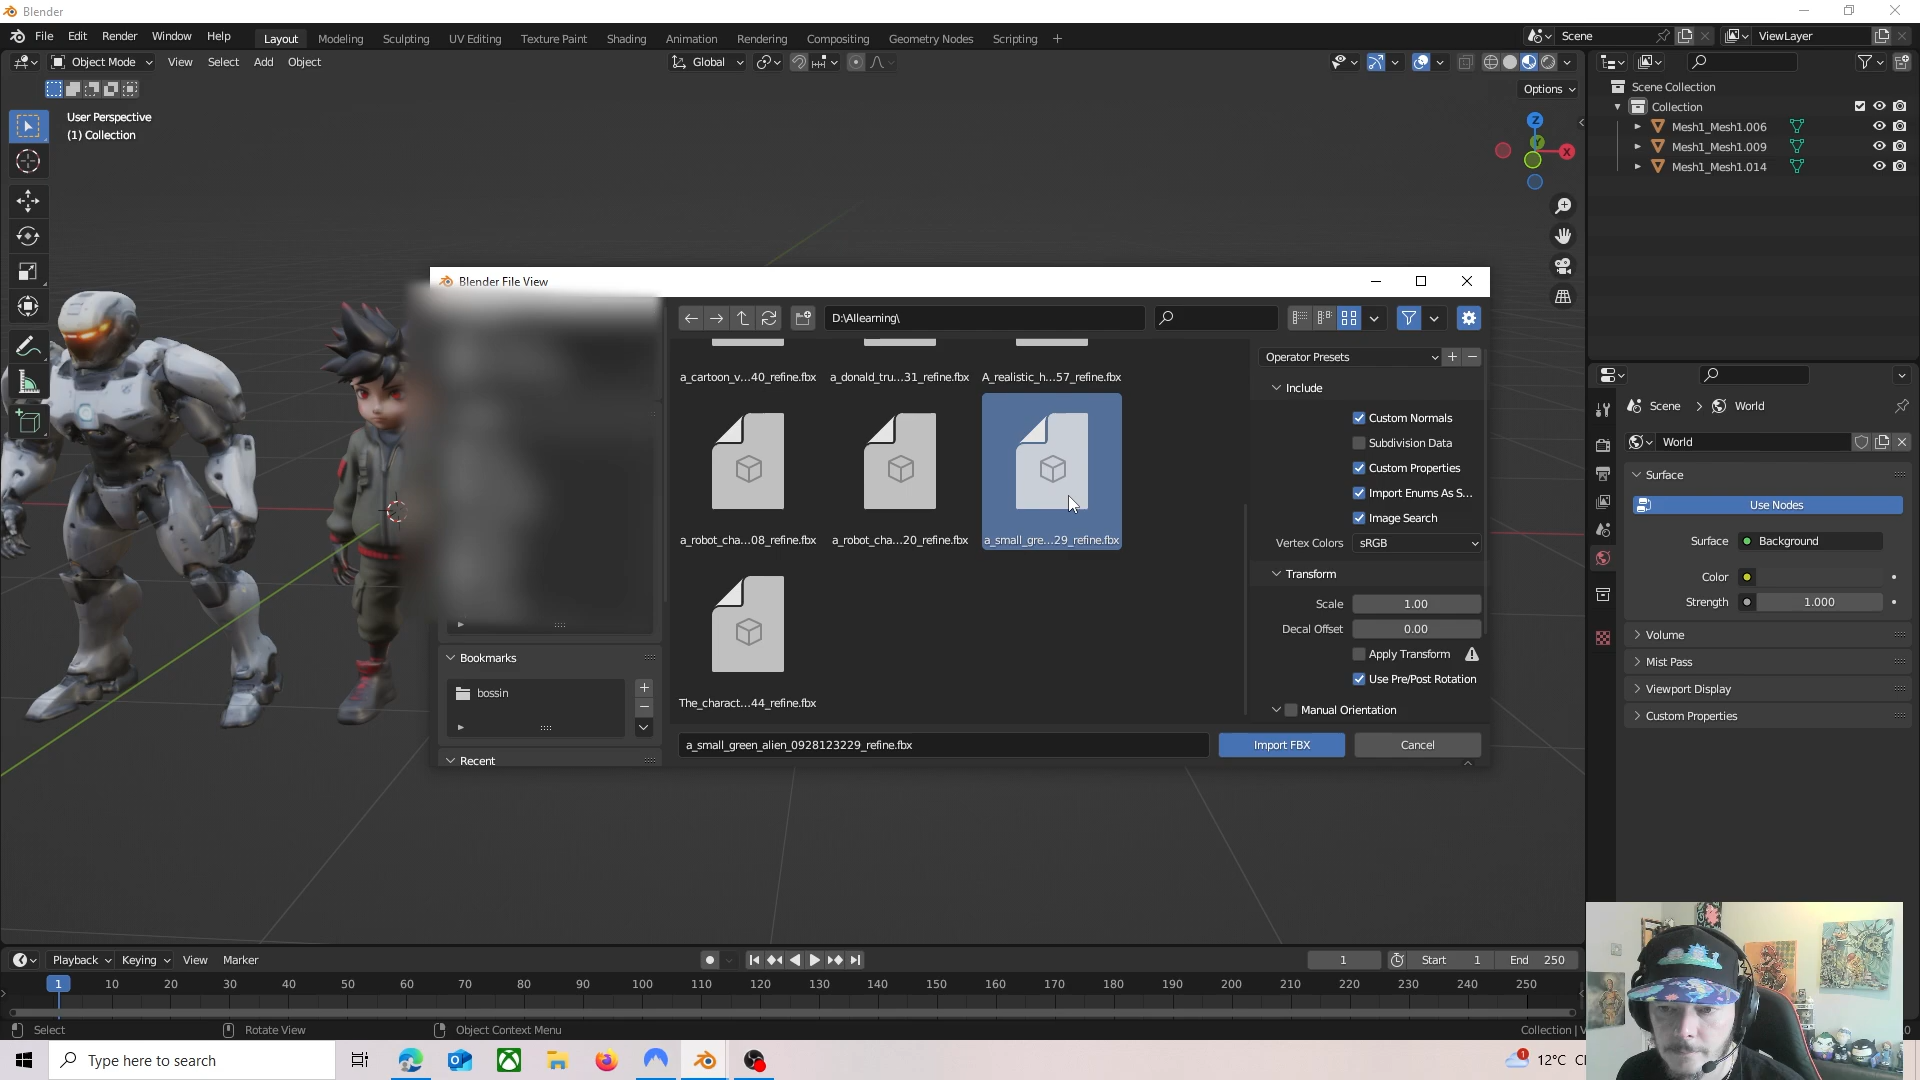 Blender
File Edit Render Window Help Layout Modeling Sculpting UV Editing Texture Paint Shading Animation Rendering Compositing Geometry Nodes Scripting + Scene ViewLayer
Object Mode View Select Add Object Global
Options
User Perspective
(1) Collection
Z
Y
X
Scene Collection
Collection
Mesh1_Mesh1.006
Mesh1_Mesh1.009
Mesh1_Mesh1.014
Blender File View
D:\AIlearning\
a_cartoon_v...40_refine.fbx a_donald_tru...31_refine.fbx A_realistic_h...57_refine.fbx
a_robot_cha...08_refine.fbx a_robot_cha...20_refine.fbx a_small_gre...29_refine.fbx
The_charact...44_refine.fbx
Operator Presets
Include
Custom Normals
Subdivision Data
Custom Properties
Import Enums As S...
Image Search
Vertex Colors sRGB
Transform
Scale 1.00
Decal Offset 0.00
Apply Transform
Use Pre/Post Rotation
Manual Orientation
Bookmarks
bossin
Recent
a_small_green_alien_0928123229_refine.fbx Import FBX Cancel
Scene World
World
Surface
Use Nodes
Surface Background
Color
Strength 1.000
Volume
Mist Pass
Viewport Display
Custom Properties
Playback Keying View Marker 1 Start 1 End 250
1 10 20 30 40 50 60 70 80 90 100 110 120 130 140 150 160 170 180 190 200 210 220 230 240 250
Select Rotate View Object Context Menu Collection | V
Type here to search 1 12°C